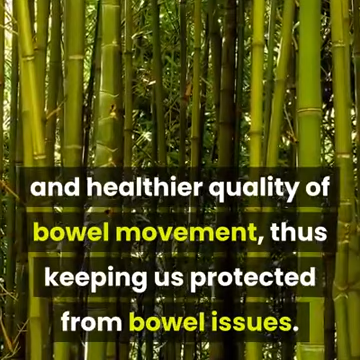 and healthier quality of
bowel movement, thus
keeping us protected
from bowel issues.